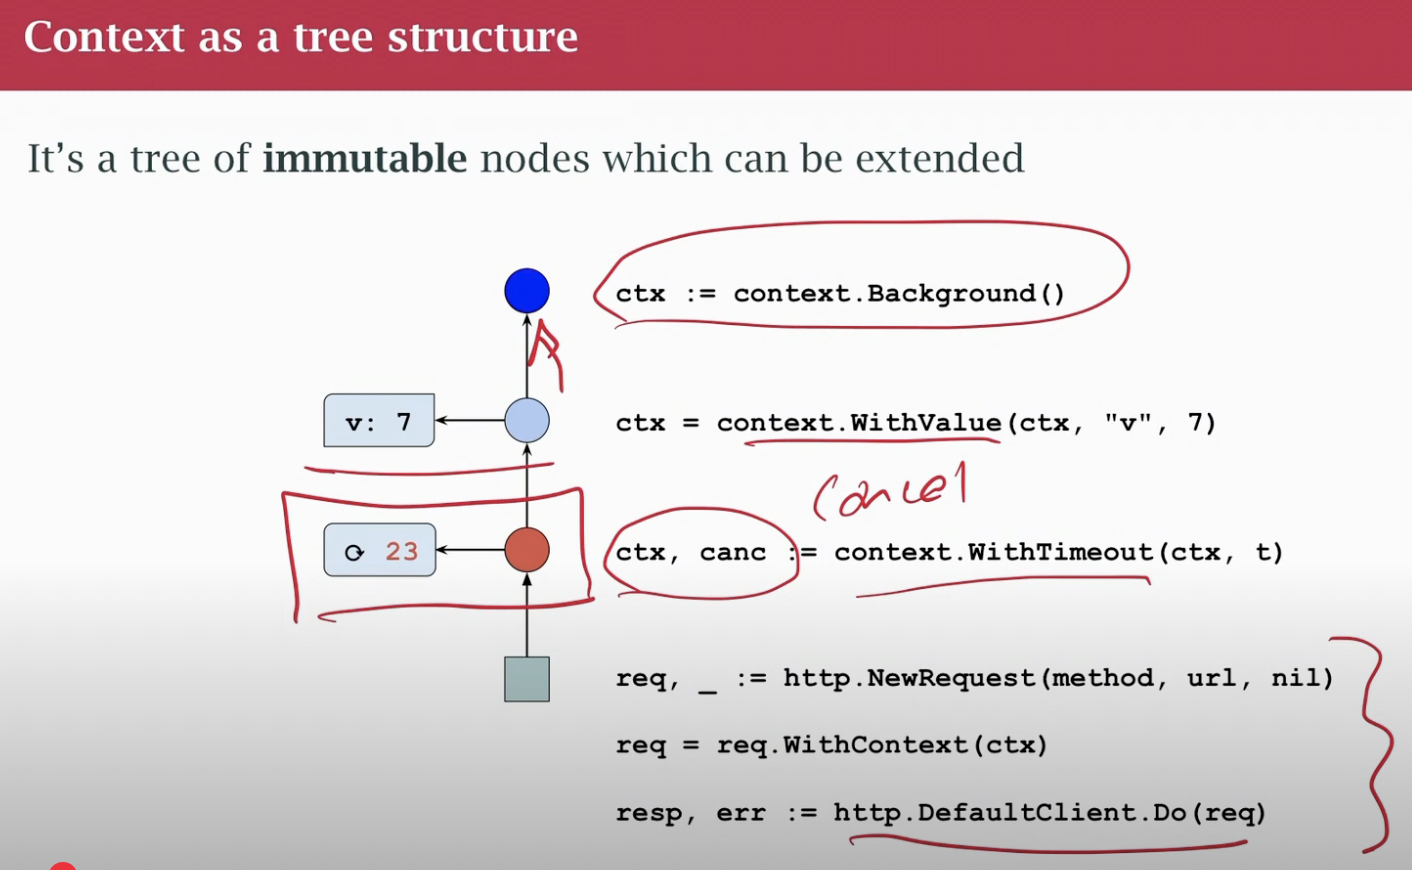 Context as a tree structure
It's a tree of immutable nodes which can be extended
ctx := context.Background()
v: 7
ctx = context.WithValue(ctx, "v", 7)
Cancel
⟳ 23
ctx, canc := context.WithTimeout(ctx, t)
req, _ := http.NewRequest(method, url, nil)
req = req.WithContext(ctx)
resp, err := http.DefaultClient.Do(req)